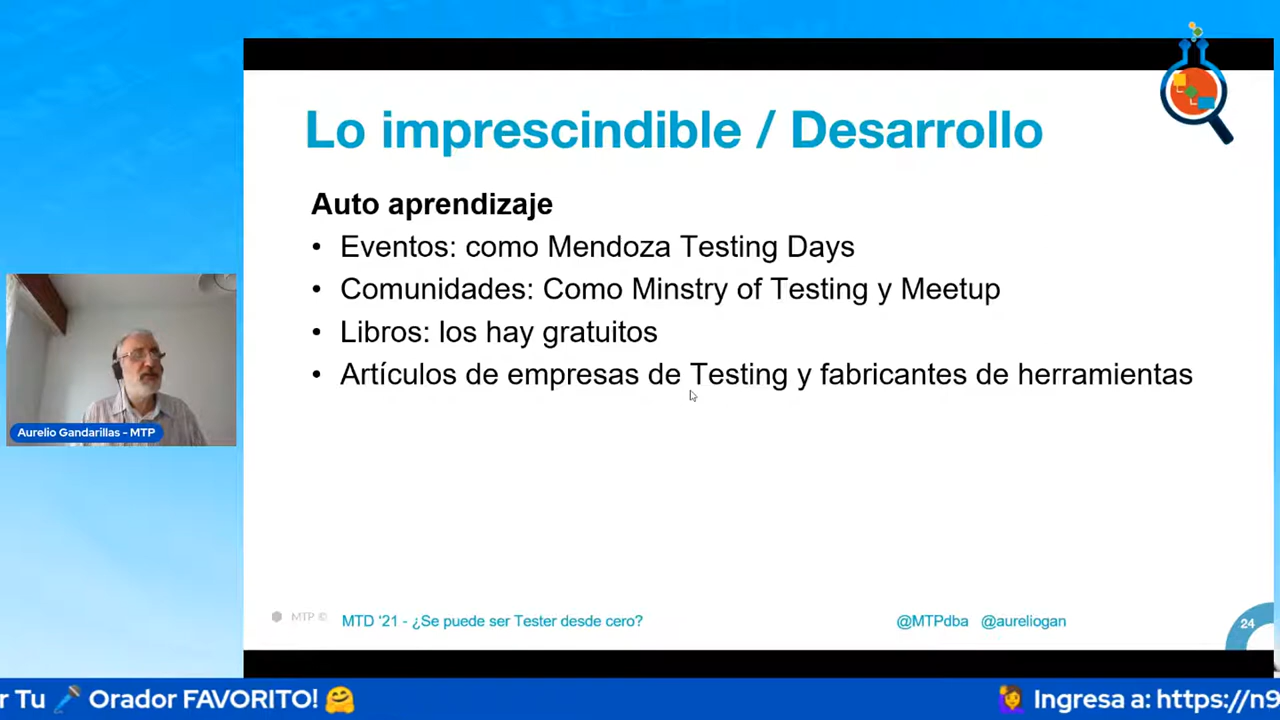 Lo imprescindible / Desarrollo
Auto aprendizaje
• Eventos: como Mendoza Testing Days
• Comunidades: Como Minstry of Testing y Meetup
• Libros: los hay gratuitos
• Artículos de empresas de Testing y fabricantes de herramientas
Aurelio Gandarillas - MTP
MTP © MTD '21 - ¿Se puede ser Tester desde cero? @MTPdba @aureliogan 24
r Tu 🎤 Orador FAVORITO! 🤗 🙋‍♀️ Ingresa a: https://n9